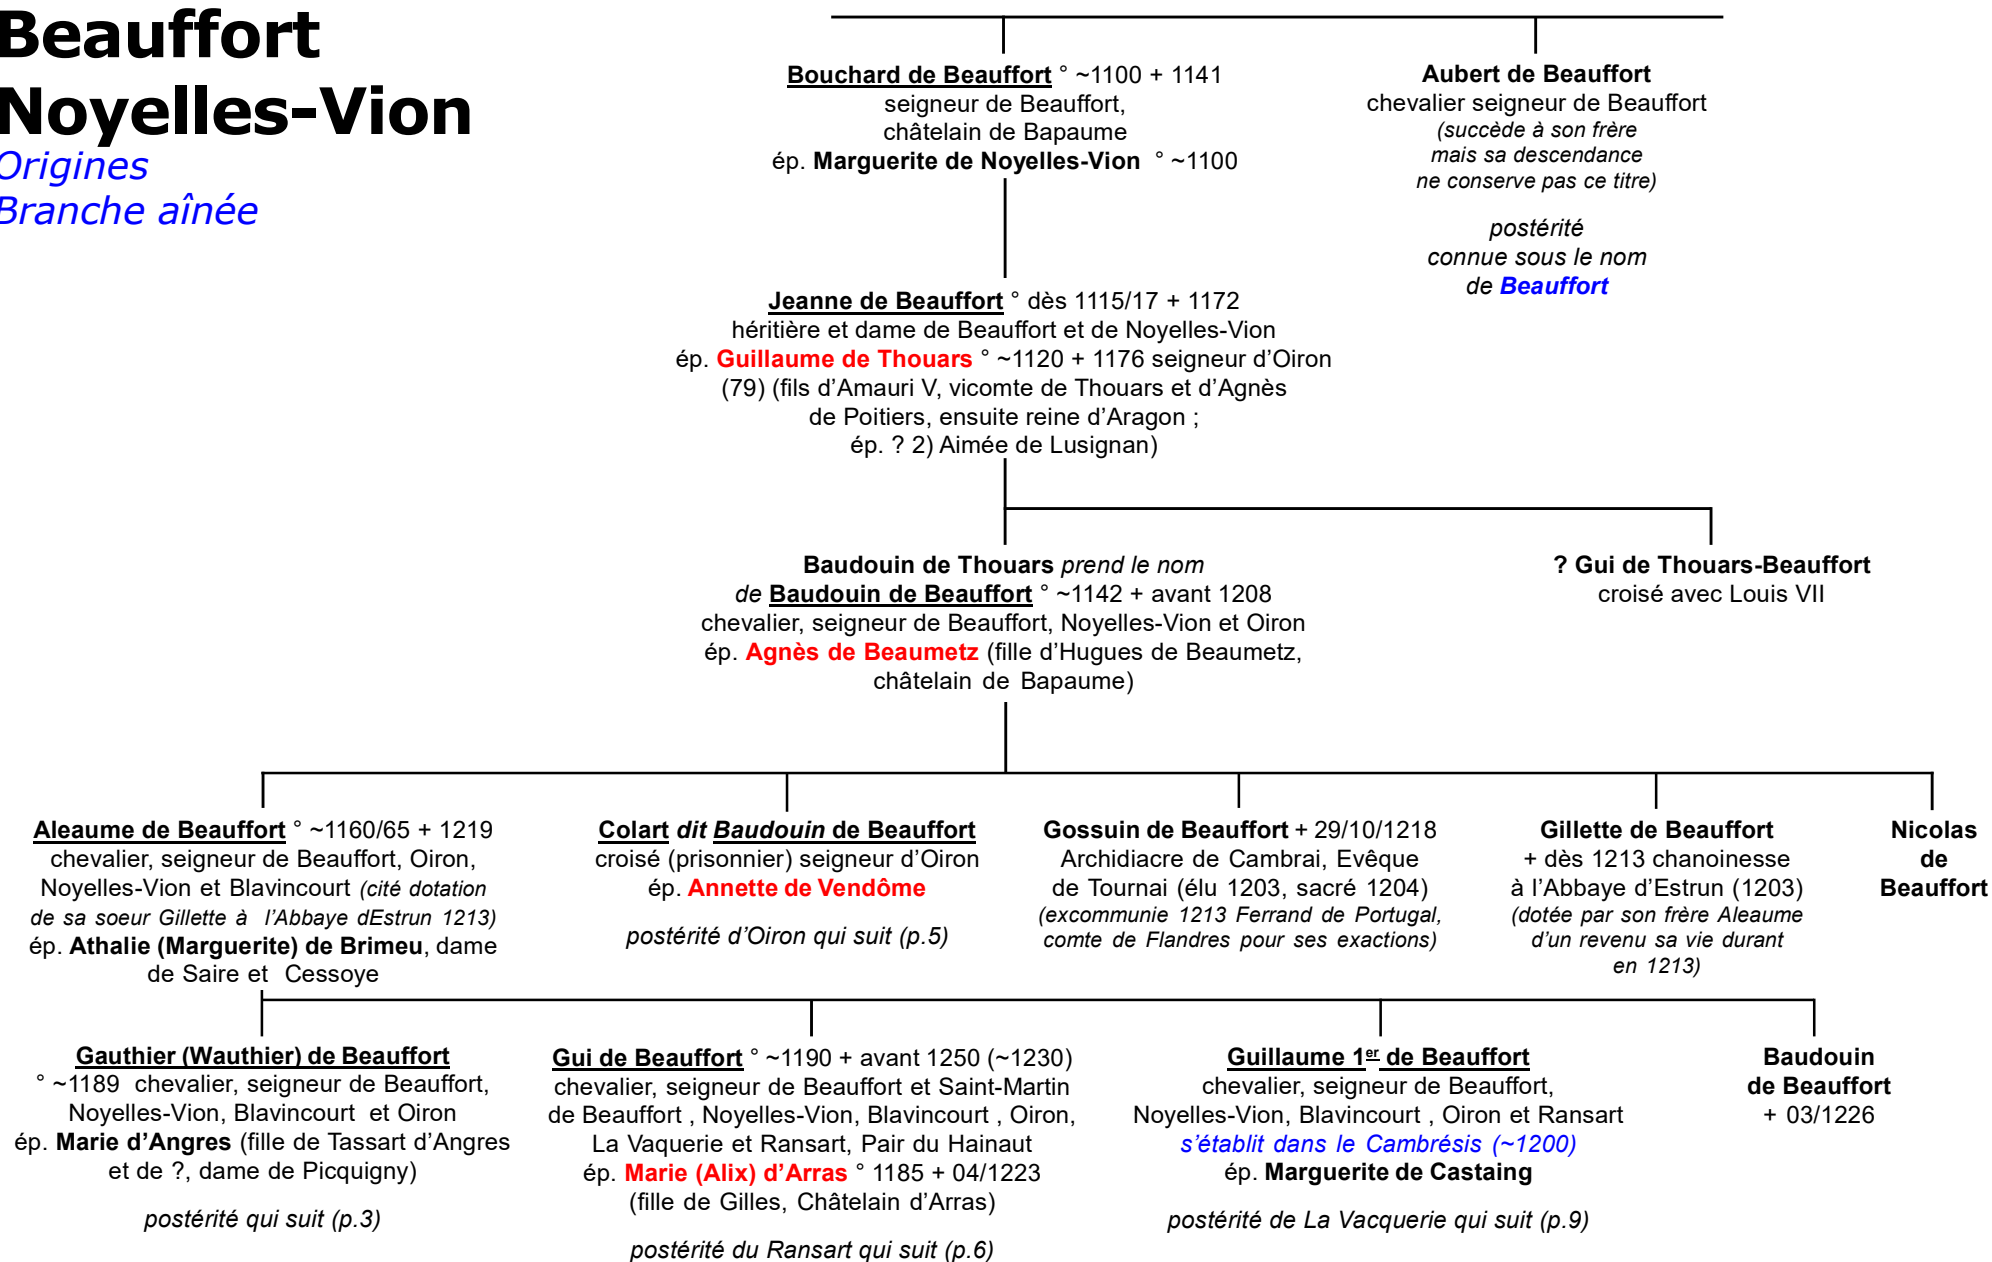 Beauffort
Noyelles-Vion
Origines
Branche aînée
Bouchard de Beauffort ° ~1100 + 1141
seigneur de Beauffort,
châtelain de Bapaume
ép. Marguerite de Noyelles-Vion ° ~1100
Aubert de Beauffort
chevalier seigneur de Beauffort
(succède à son frère
mais sa descendance
ne conserve pas ce titre)
postérité
connue sous le nom
de Beauffort
Jeanne de Beauffort ° dès 1115/17 + 1172
héritière et dame de Beauffort et de Noyelles-Vion
ép. Guillaume de Thouars ° ~1120 + 1176 seigneur d'Oiron
(79) (fils d'Amauri V, vicomte de Thouars et d'Agnès
de Poitiers, ensuite reine d'Aragon ;
ép. ? 2) Aimée de Lusignan)
Baudouin de Thouars prend le nom
de Baudouin de Beauffort ° ~1142 + avant 1208
chevalier, seigneur de Beauffort, Noyelles-Vion et Oiron
ép. Agnès de Beaumetz (fille d'Hugues de Beaumetz,
châtelain de Bapaume)
? Gui de Thouars-Beauffort
croisé avec Louis VII
Aleaume de Beauffort ° ~1160/65 + 1219
chevalier, seigneur de Beauffort, Oiron,
Noyelles-Vion et Blavincourt (cité dotation
de sa soeur Gillette à l'Abbaye dEstrun 1213)
ép. Athalie (Marguerite) de Brimeu, dame
de Saire et Cessoye
Colart dit Baudouin de Beauffort
croisé (prisonnier) seigneur d'Oiron
ép. Annette de Vendôme
postérité d'Oiron qui suit (p.5)
Gossuin de Beauffort + 29/10/1218
Archidiacre de Cambrai, Evêque
de Tournai (élu 1203, sacré 1204)
(excommunie 1213 Ferrand de Portugal,
comte de Flandres pour ses exactions)
Gillette de Beauffort
+ dès 1213 chanoinesse
à l'Abbaye d'Estrun (1203)
(dotée par son frère Aleaume
d'un revenu sa vie durant
en 1213)
Nicolas
de
Beauffort
Gauthier (Wauthier) de Beauffort
° ~1189 chevalier, seigneur de Beauffort,
Noyelles-Vion, Blavincourt et Oiron
ép. Marie d'Angres (fille de Tassart d'Angres
et de ?, dame de Picquigny)
postérité qui suit (p.3)
Gui de Beauffort ° ~1190 + avant 1250 (~1230)
chevalier, seigneur de Beauffort et Saint-Martin
de Beauffort , Noyelles-Vion, Blavincourt , Oiron,
La Vaquerie et Ransart, Pair du Hainaut
ép. Marie (Alix) d'Arras ° 1185 + 04/1223
(fille de Gilles, Châtelain d'Arras)
postérité du Ransart qui suit (p.6)
Guillaume 1er de Beauffort
chevalier, seigneur de Beauffort,
Noyelles-Vion, Blavincourt , Oiron et Ransart
s'établit dans le Cambrésis (~1200)
ép. Marguerite de Castaing
postérité de La Vacquerie qui suit (p.9)
Baudouin
de Beauffort
+ 03/1226